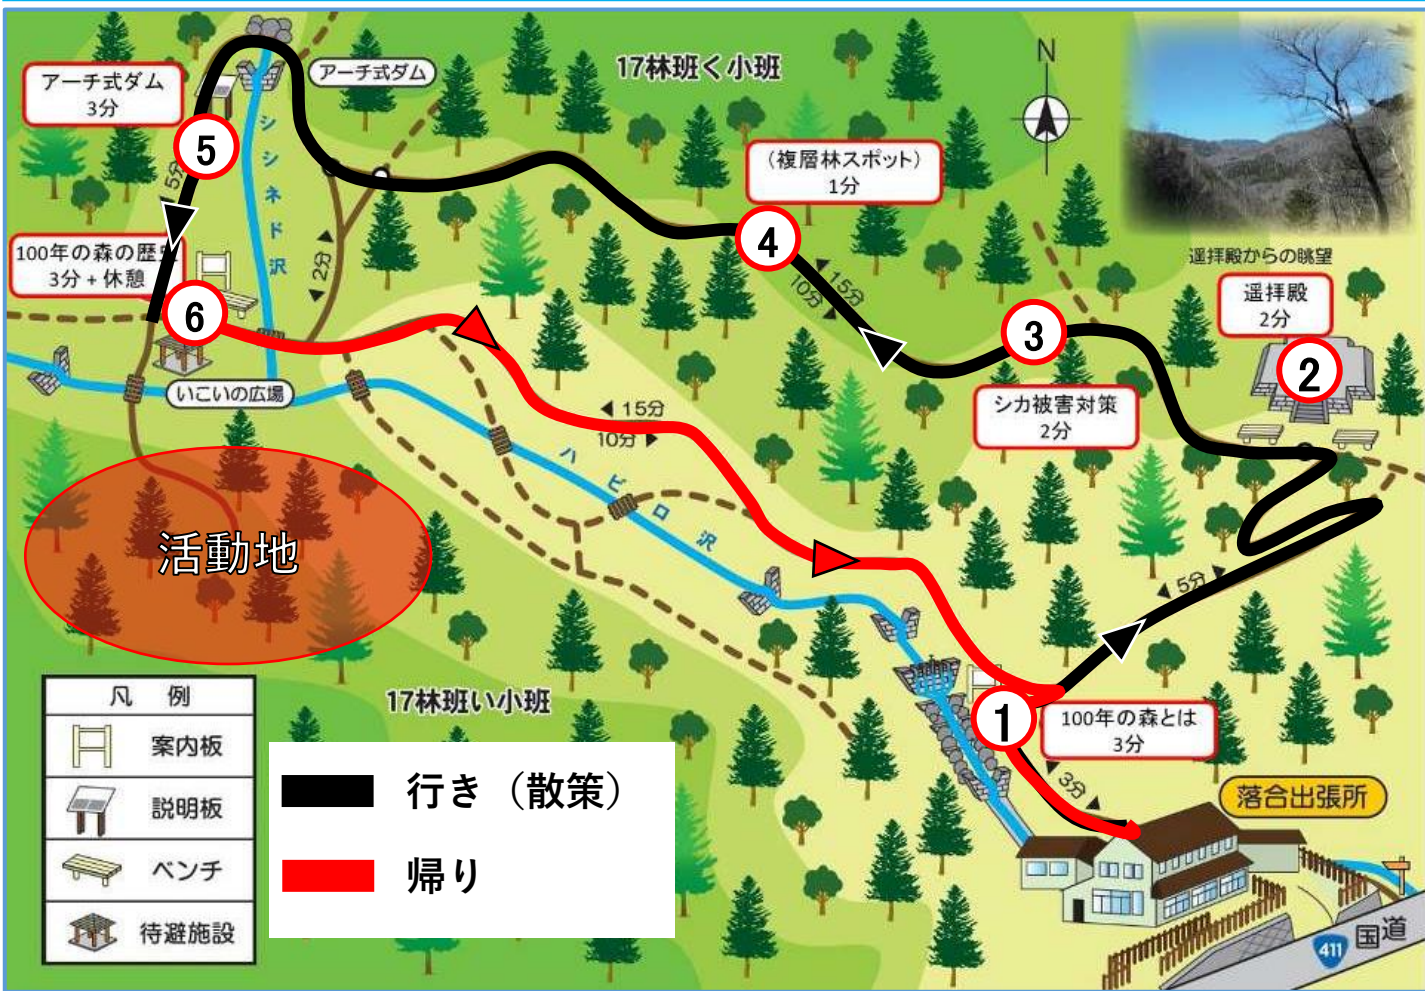 17林班く小班
アーチ式ダム
アーチ式ダム
3分
N
5
シシネドド沢
5分
(複層林スポット)
1分
4
遥拝殿からの眺望
100年の森の歴史
3分+休憩
6
2分
15分
10分
3
遥拝殿
2分
2
いこいの広場
15分
10分
シカ被害対策
2分
ハビロ沢
活動地
5分
17林班い小班
1
100年の森とは
3分
3分
落合出張所
凡 例
案内板
説明板
ベンチ
待避施設
行き(散策)
帰り
国道
411